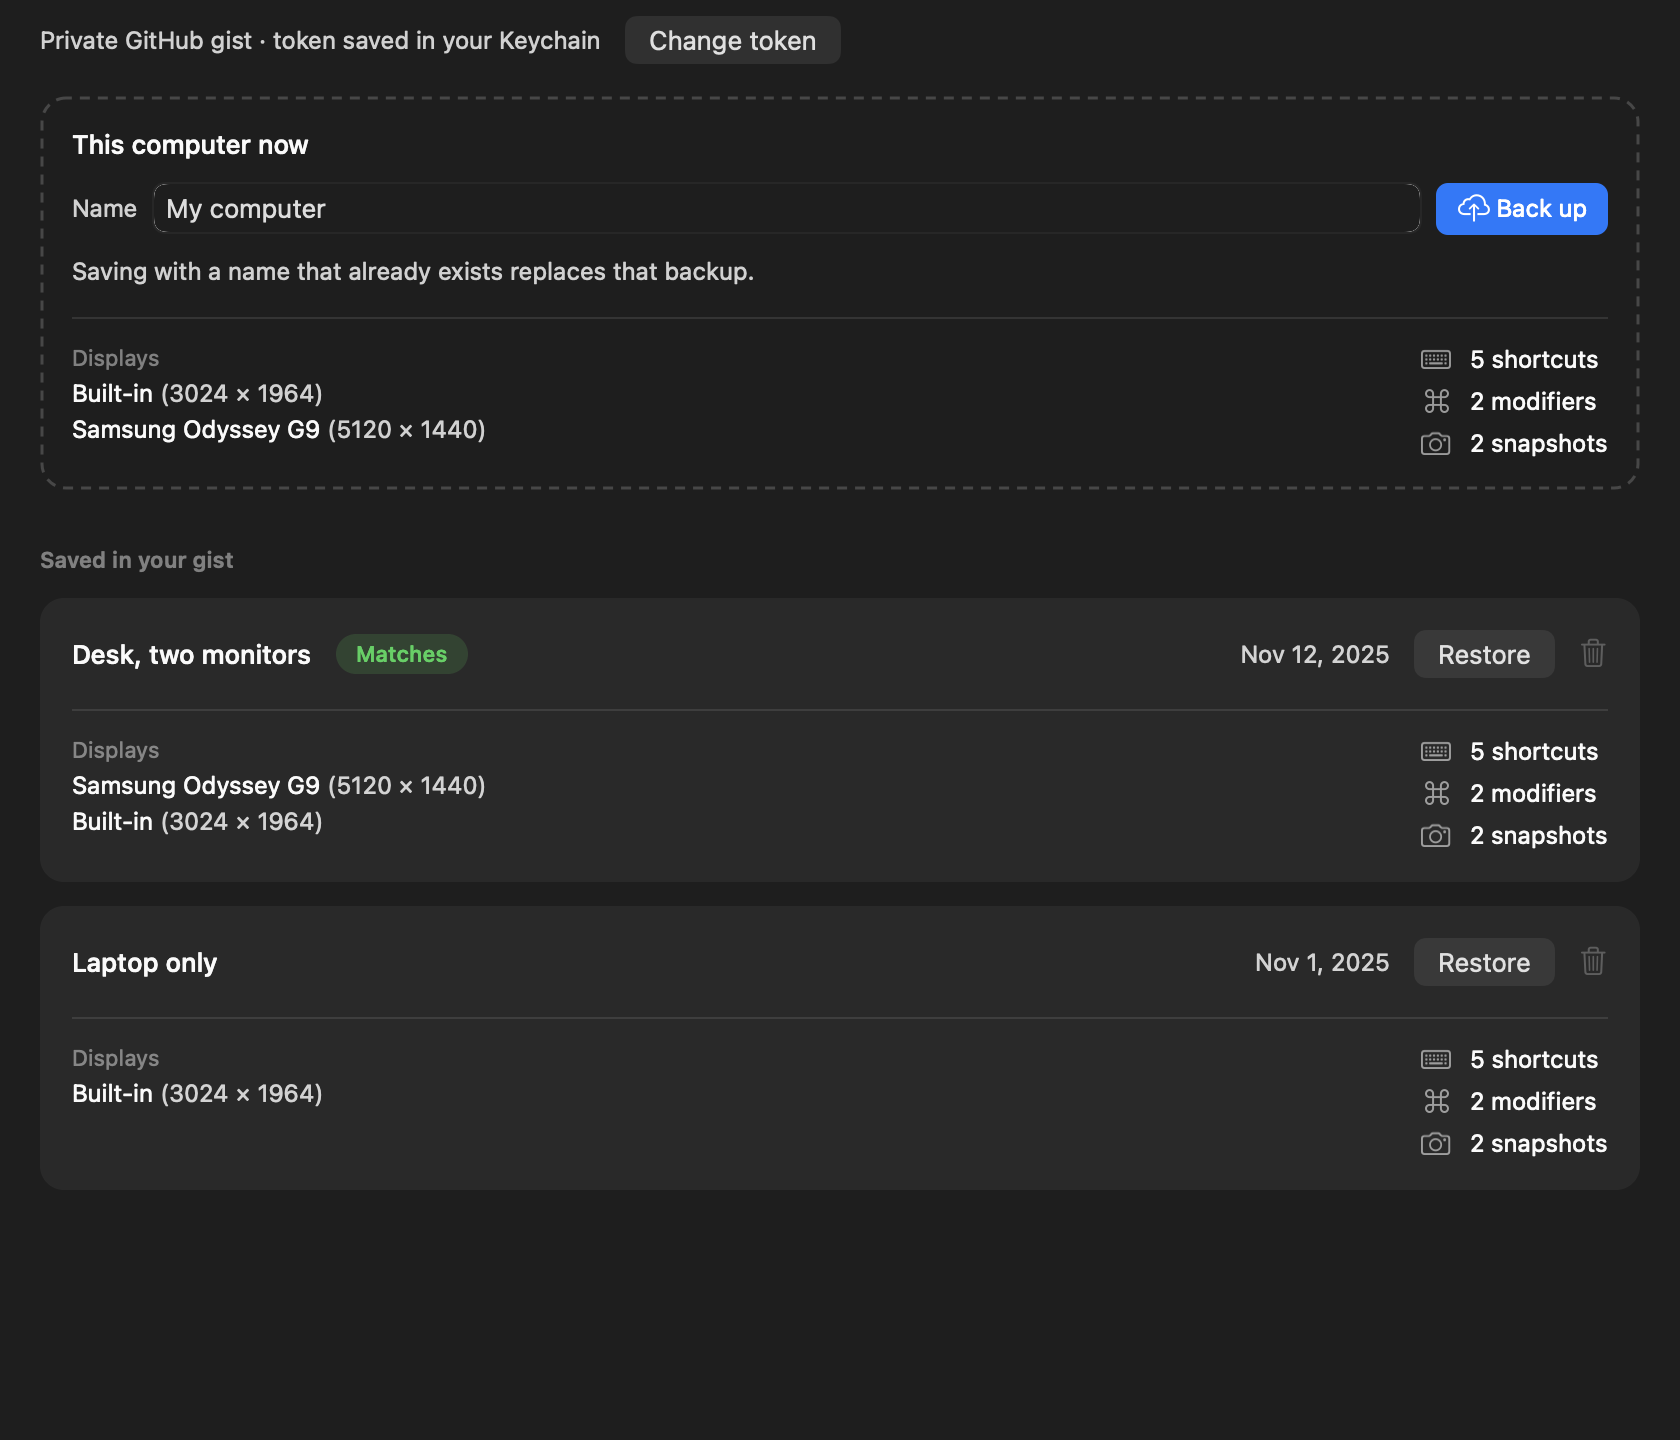 Private GitHub gist · token saved in your Keychain Change token
This computer now
Name My computer Back up
Saving with a name that already exists replaces that backup.
Displays
Built-in (3024 × 1964)
Samsung Odyssey G9 (5120 × 1440)
5 shortcuts
2 modifiers
2 snapshots
Saved in your gist
Desk, two monitors Matches Nov 12, 2025 Restore
Displays
Samsung Odyssey G9 (5120 × 1440)
Built-in (3024 × 1964)
5 shortcuts
2 modifiers
2 snapshots
Laptop only Nov 1, 2025 Restore
Displays
Built-in (3024 × 1964)
5 shortcuts
2 modifiers
2 snapshots